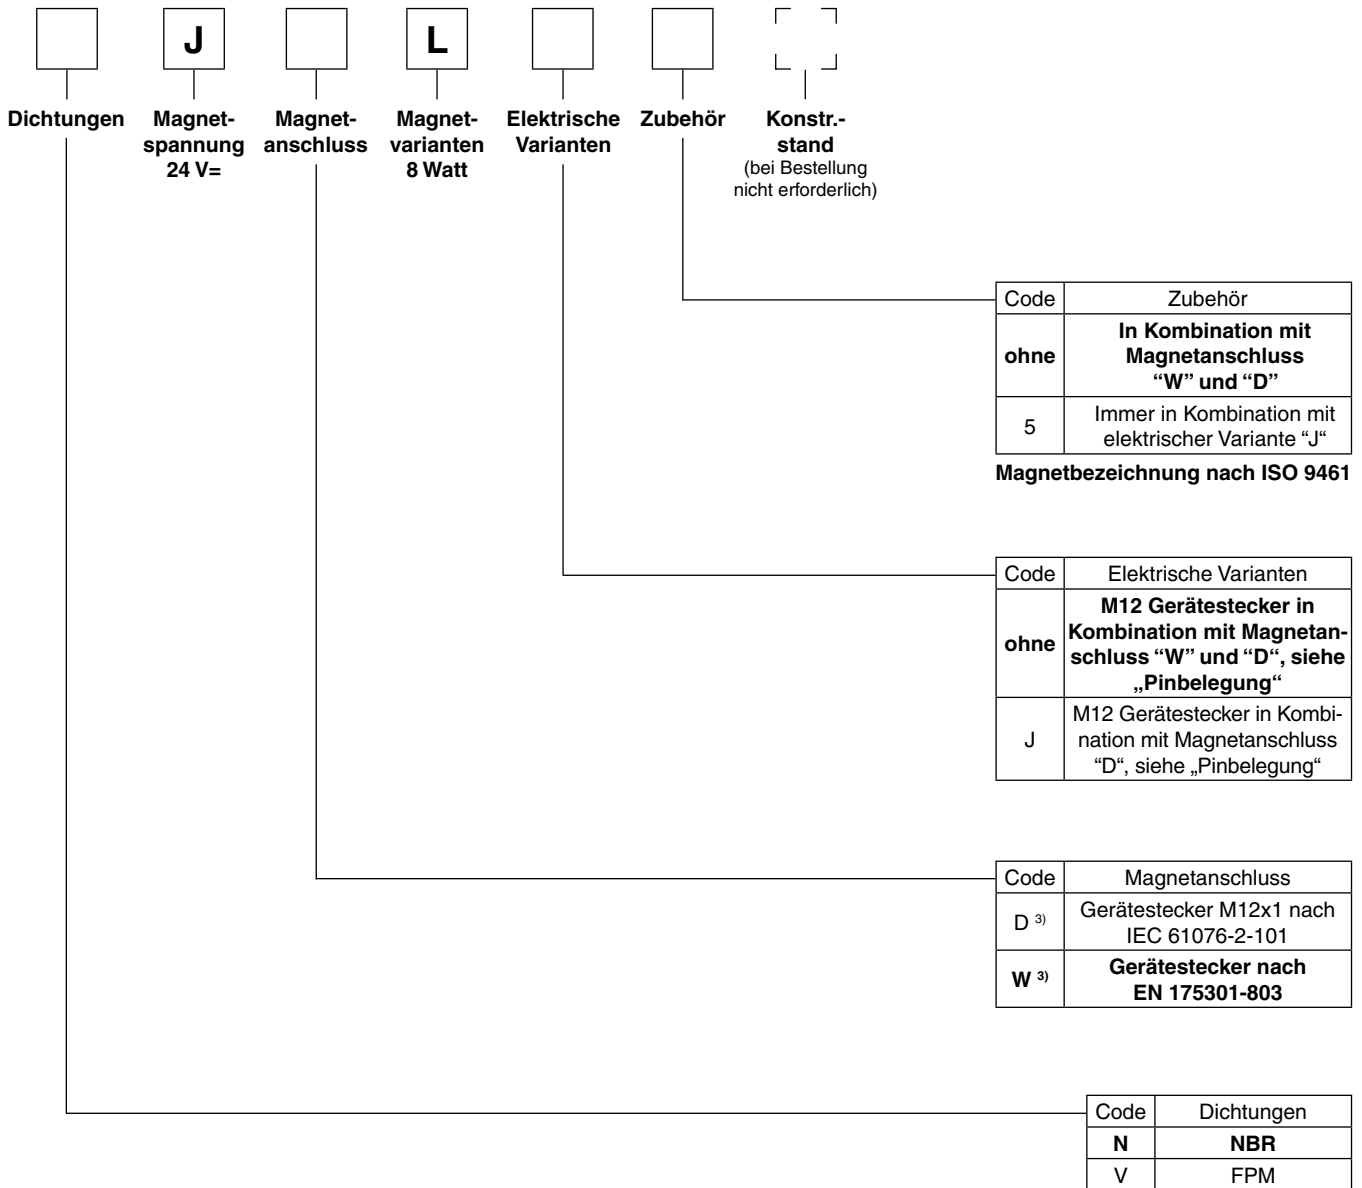 J
L
Dichtungen
Magnet-
spannung
24 V=
Magnet-
anschluss
Magnet-
varianten
8 Watt
Elektrische
Varianten
Zubehör
Konstr.-
stand
(bei Bestellung
nicht erforderlich)
Code Zubehör
ohne
In Kombination mit
Magnetanschluss
“W” und “D”
5
Immer in Kombination mit
elektrischer Variante “J“
Magnetbezeichnung nach ISO 9461
Code Elektrische Varianten
ohne
M12 Gerätestecker in
Kombination mit Magnetan-
schluss “W” und “D“, siehe
„Pinbelegung“
J
M12 Gerätestecker in Kombi-
nation mit Magnetanschluss
“D“, siehe „Pinbelegung“
Code Magnetanschluss
D 3)
Gerätestecker M12x1 nach
IEC 61076-2-101
W 3)
Gerätestecker nach
EN 175301-803
Code Dichtungen
N NBR
V FPM